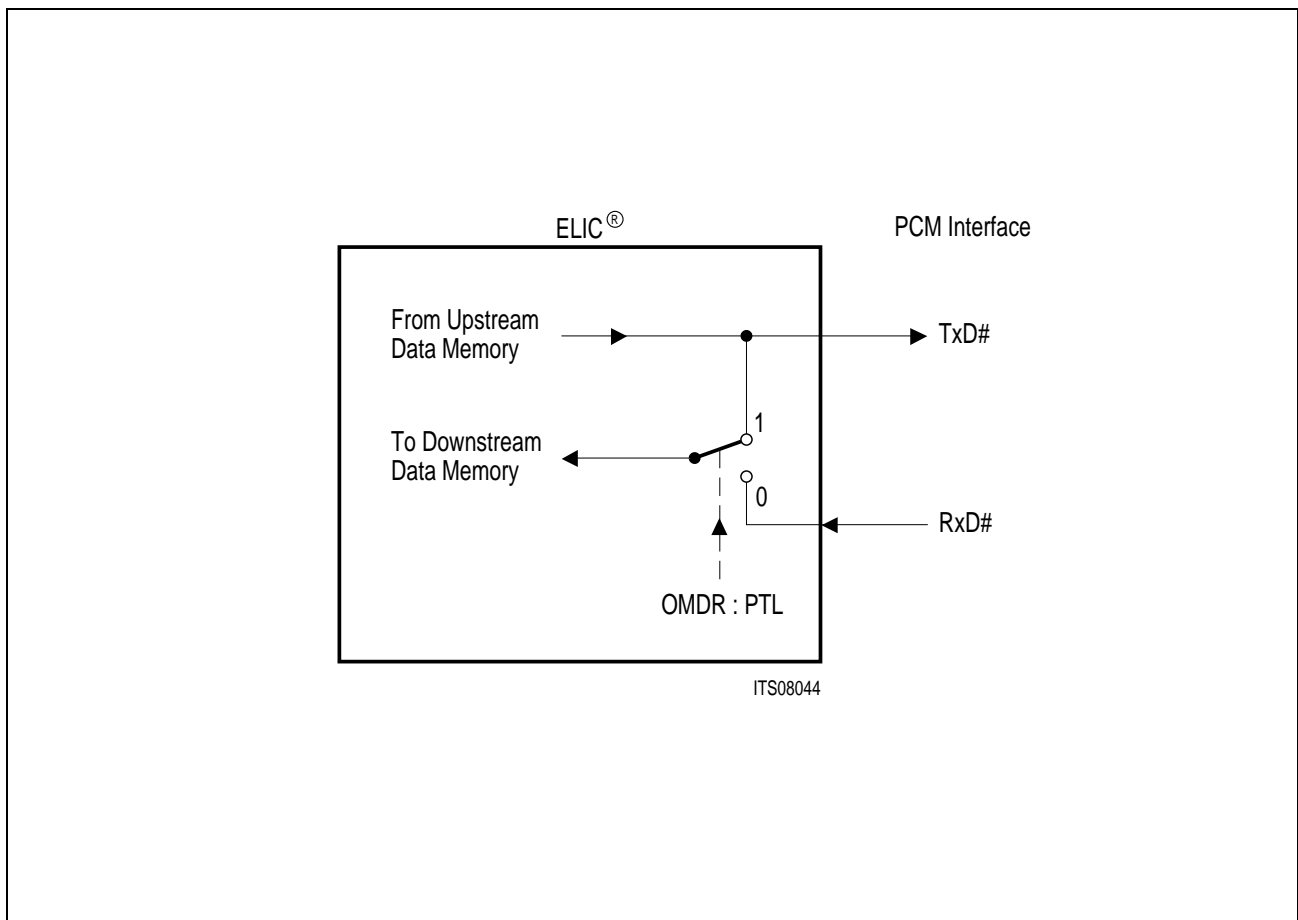 ELIC® PCM Interface
From Upstream
Data Memory
TxD#
1
To Downstream
Data Memory
0
RxD#
OMDR : PTL
ITS08044